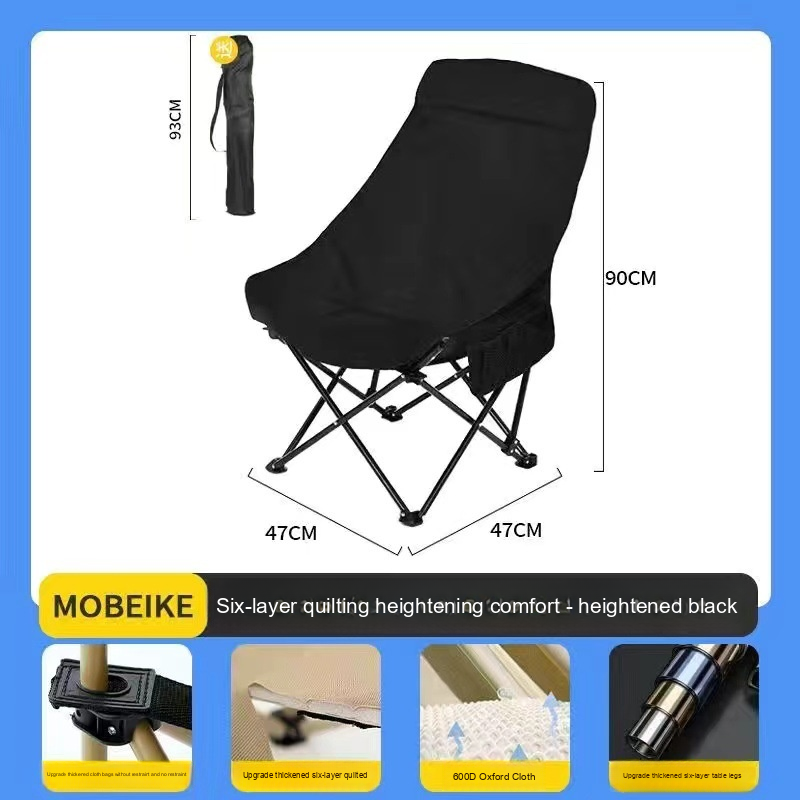 93CM
90CM
47CM
47CM
MOBEIKE
Six-layer quilting heightening comfort - heightened black
Upgrade thickened cloth bags without restraint and no restraint
Upgrade thickened six-layer quilted
600D Oxford Cloth
Upgrade thickened six-layer table legs